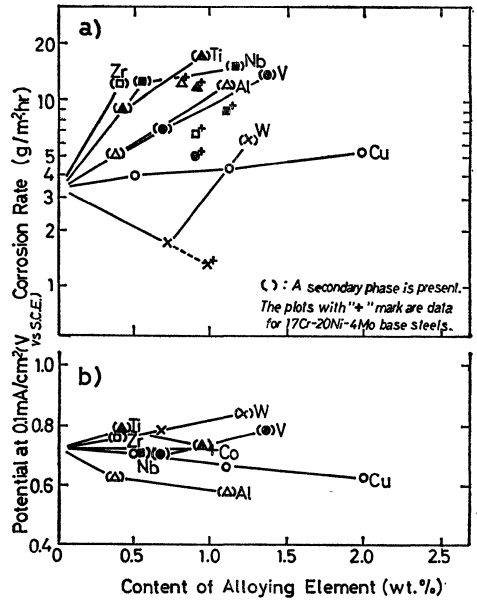 a)
Corrosion Rate (g/m²hr)
20
10
5
4
3
2
1
Zr
Ti
Nb
V
Al
W
Cu
( ) : A secondary phase is present.
The plots with "+" mark are data
for 17Cr-20Ni-4Mo base steels.
b)
Potential at 0.1mA/cm² (V
vs S.C.E.)
1.0
0.8
0.6
0.4
Ti
Zr
Nb
W
V
Co
Cu
Al
0 0.5 1.0 1.5 2.0 2.5
Content of Alloying Element (wt.%)